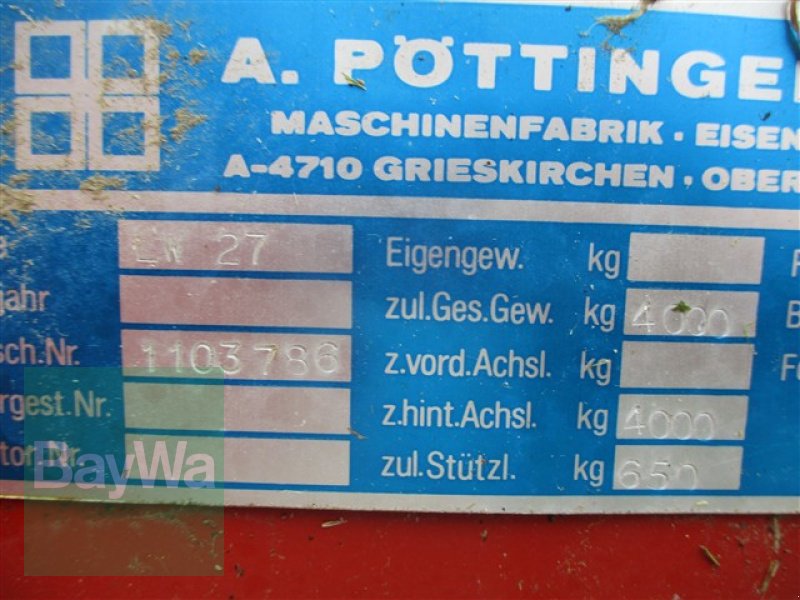 A. PÖTTINGE
MASCHINENFABRIK · EISEN
A-4710 GRIESKIRCHEN, OBER
e EW 27 Eigengew. kg
jahr zul.Ges.Gew. kg 4000 B
sch.Nr. 1103786 z.vord.Achsl. kg F
rgest.Nr. z.hint.Achsl. kg 4000
tor.Nr. zul.Stützl. kg 650
BayWa